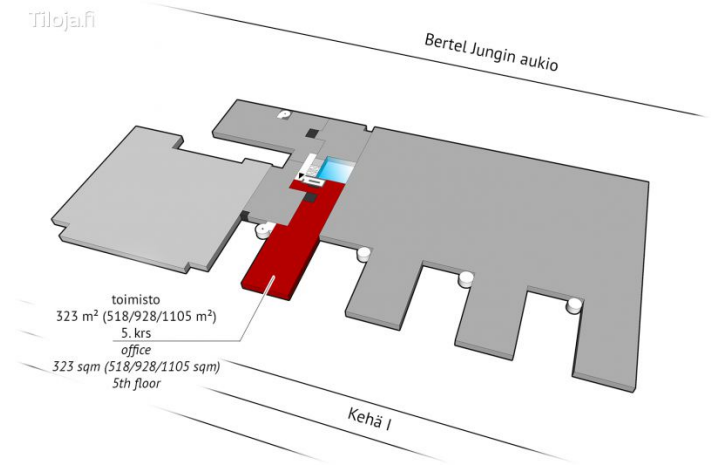 Tiloja.fi
Bertel Jungin aukio
toimisto
323 m² (518/928/1105 m²)
5. krs
office
323 sqm (518/928/1105 sqm)
5th floor
Kehä I